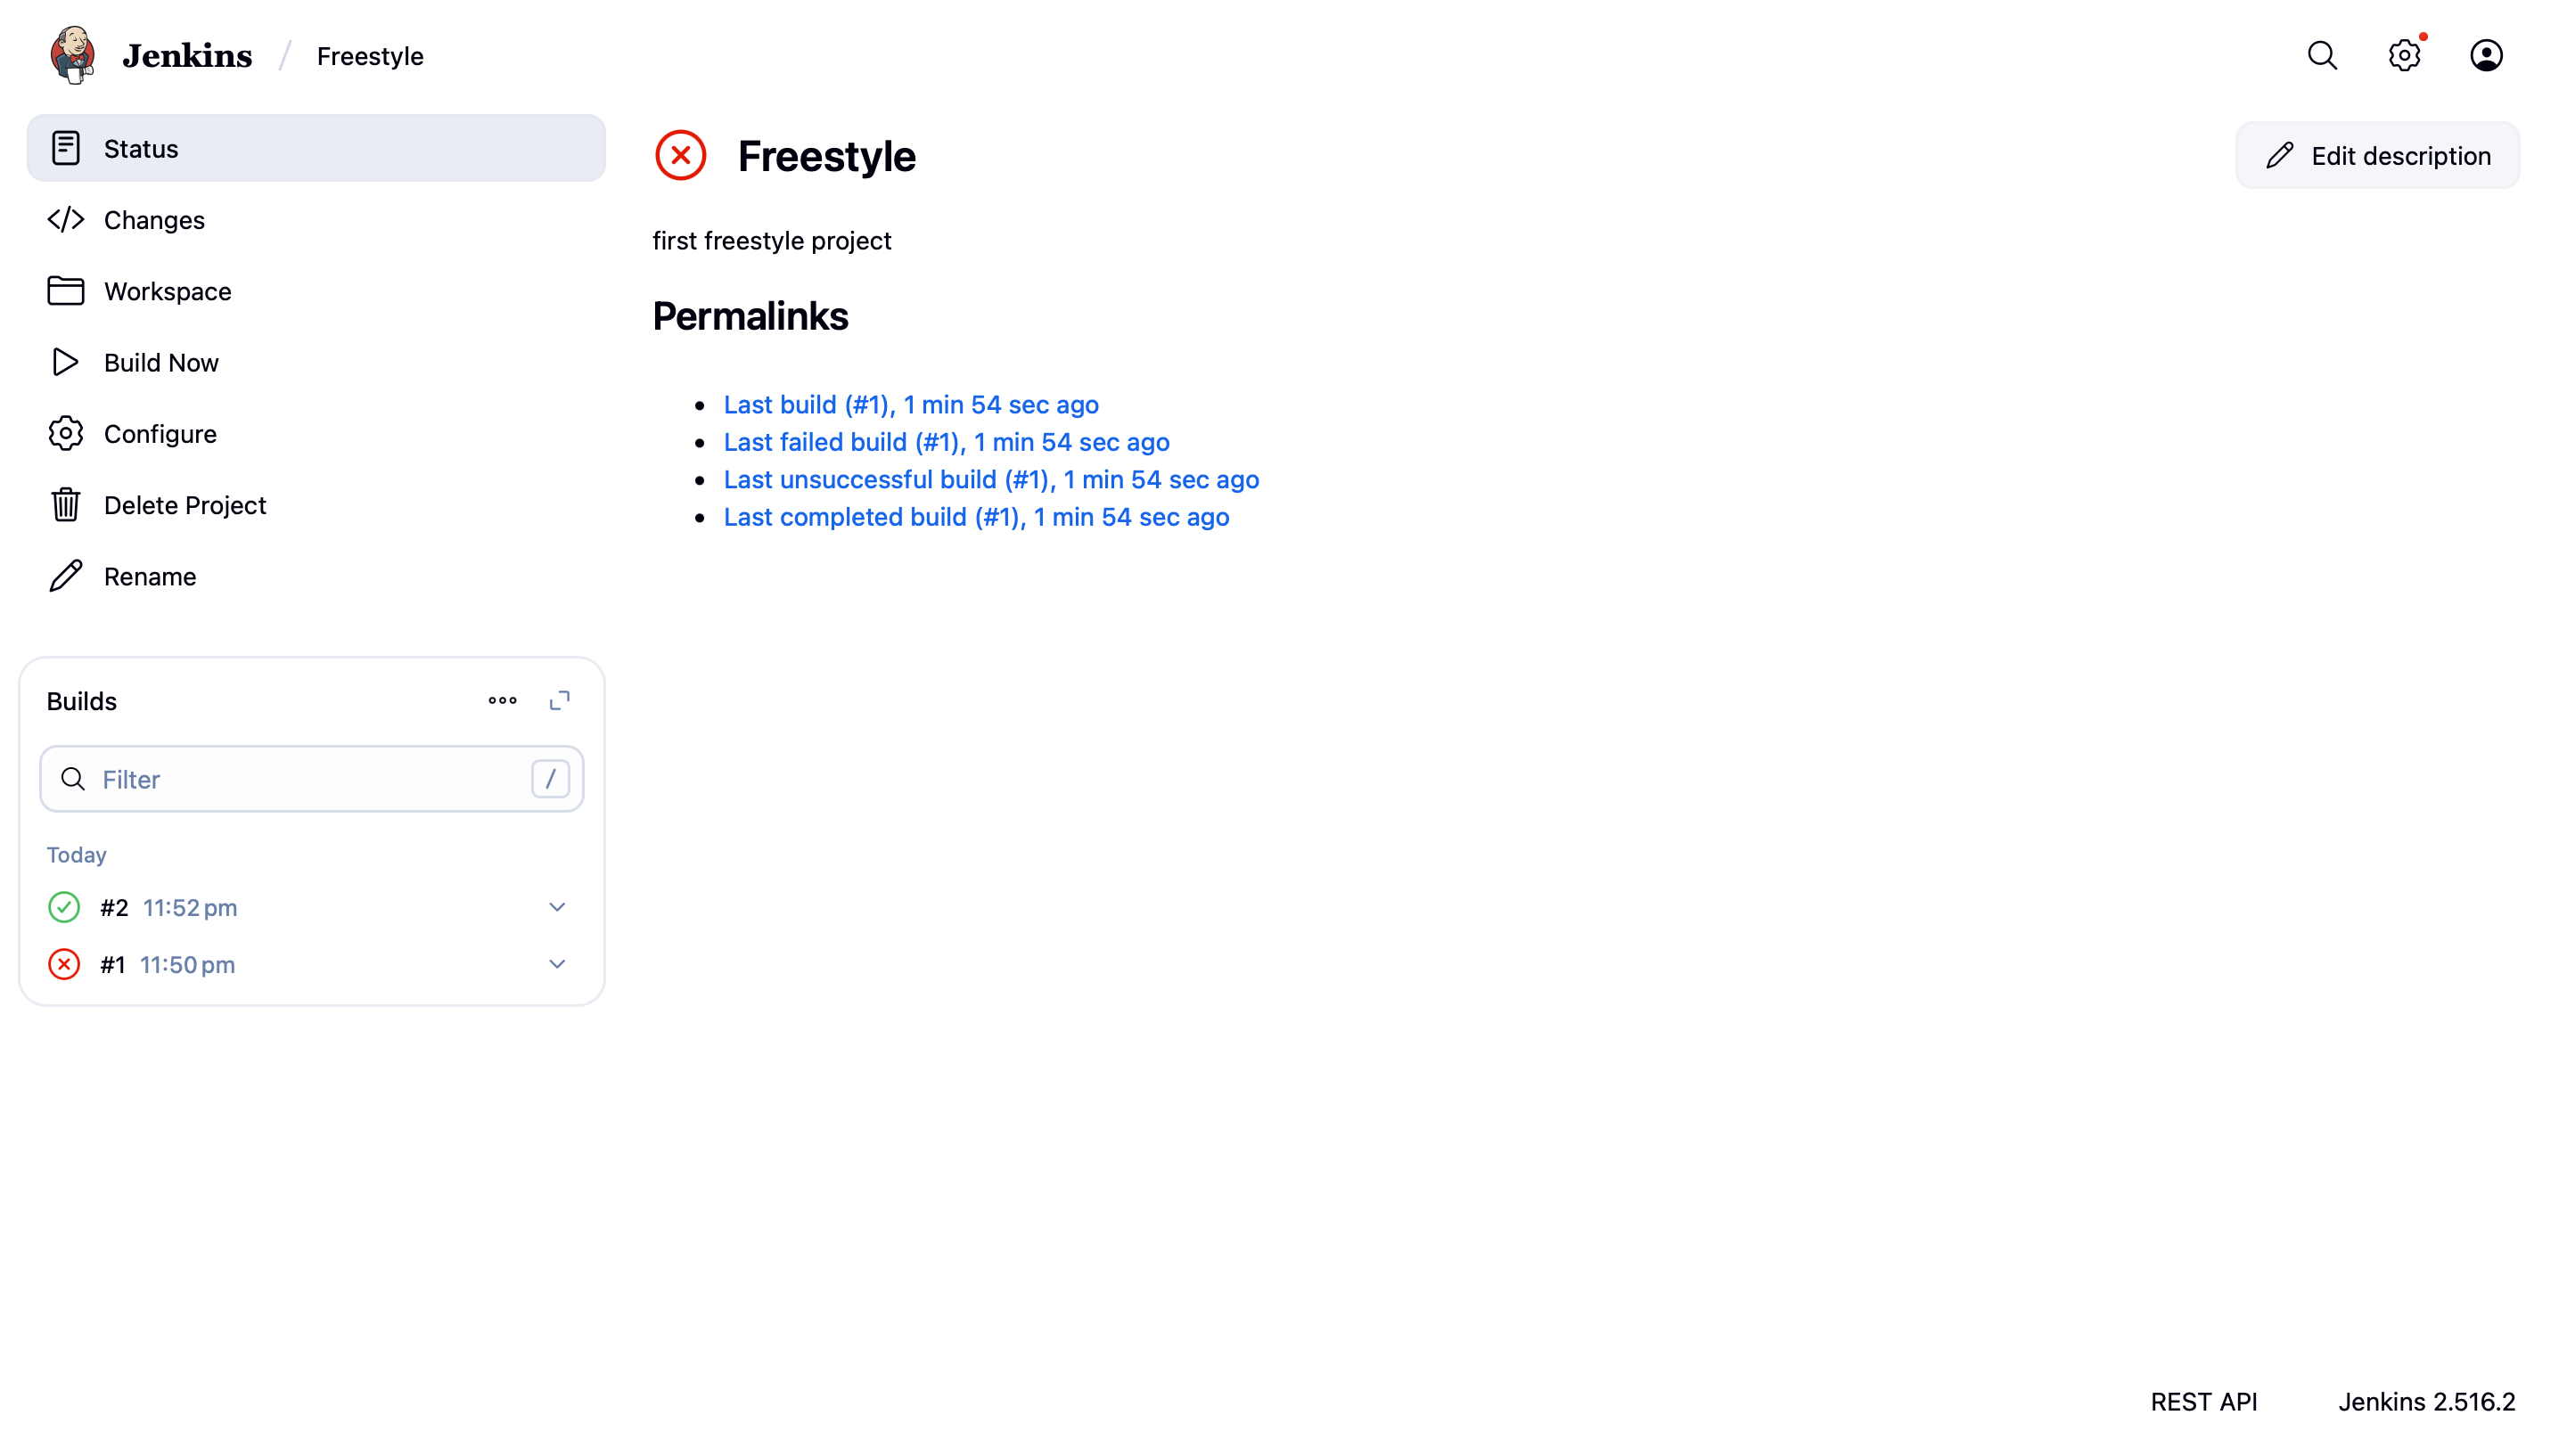 Jenkins / Freestyle
Status
Changes
Workspace
Build Now
Configure
Delete Project
Rename
Builds
Filter /
Today
#2 11:52 pm
#1 11:50 pm
Freestyle
Edit description
first freestyle project
Permalinks
Last build (#1), 1 min 54 sec ago
Last failed build (#1), 1 min 54 sec ago
Last unsuccessful build (#1), 1 min 54 sec ago
Last completed build (#1), 1 min 54 sec ago
REST API Jenkins 2.516.2